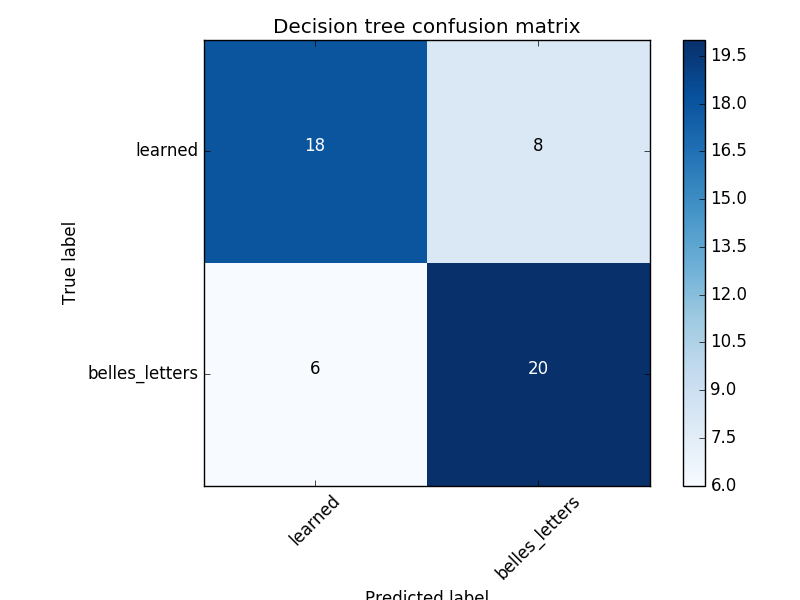 Decision tree confusion matrix
True label
learned
belles_letters
18
8
6
20
learned
belles_letters
Predicted label
19.5
18.0
16.5
15.0
13.5
12.0
10.5
9.0
7.5
6.0